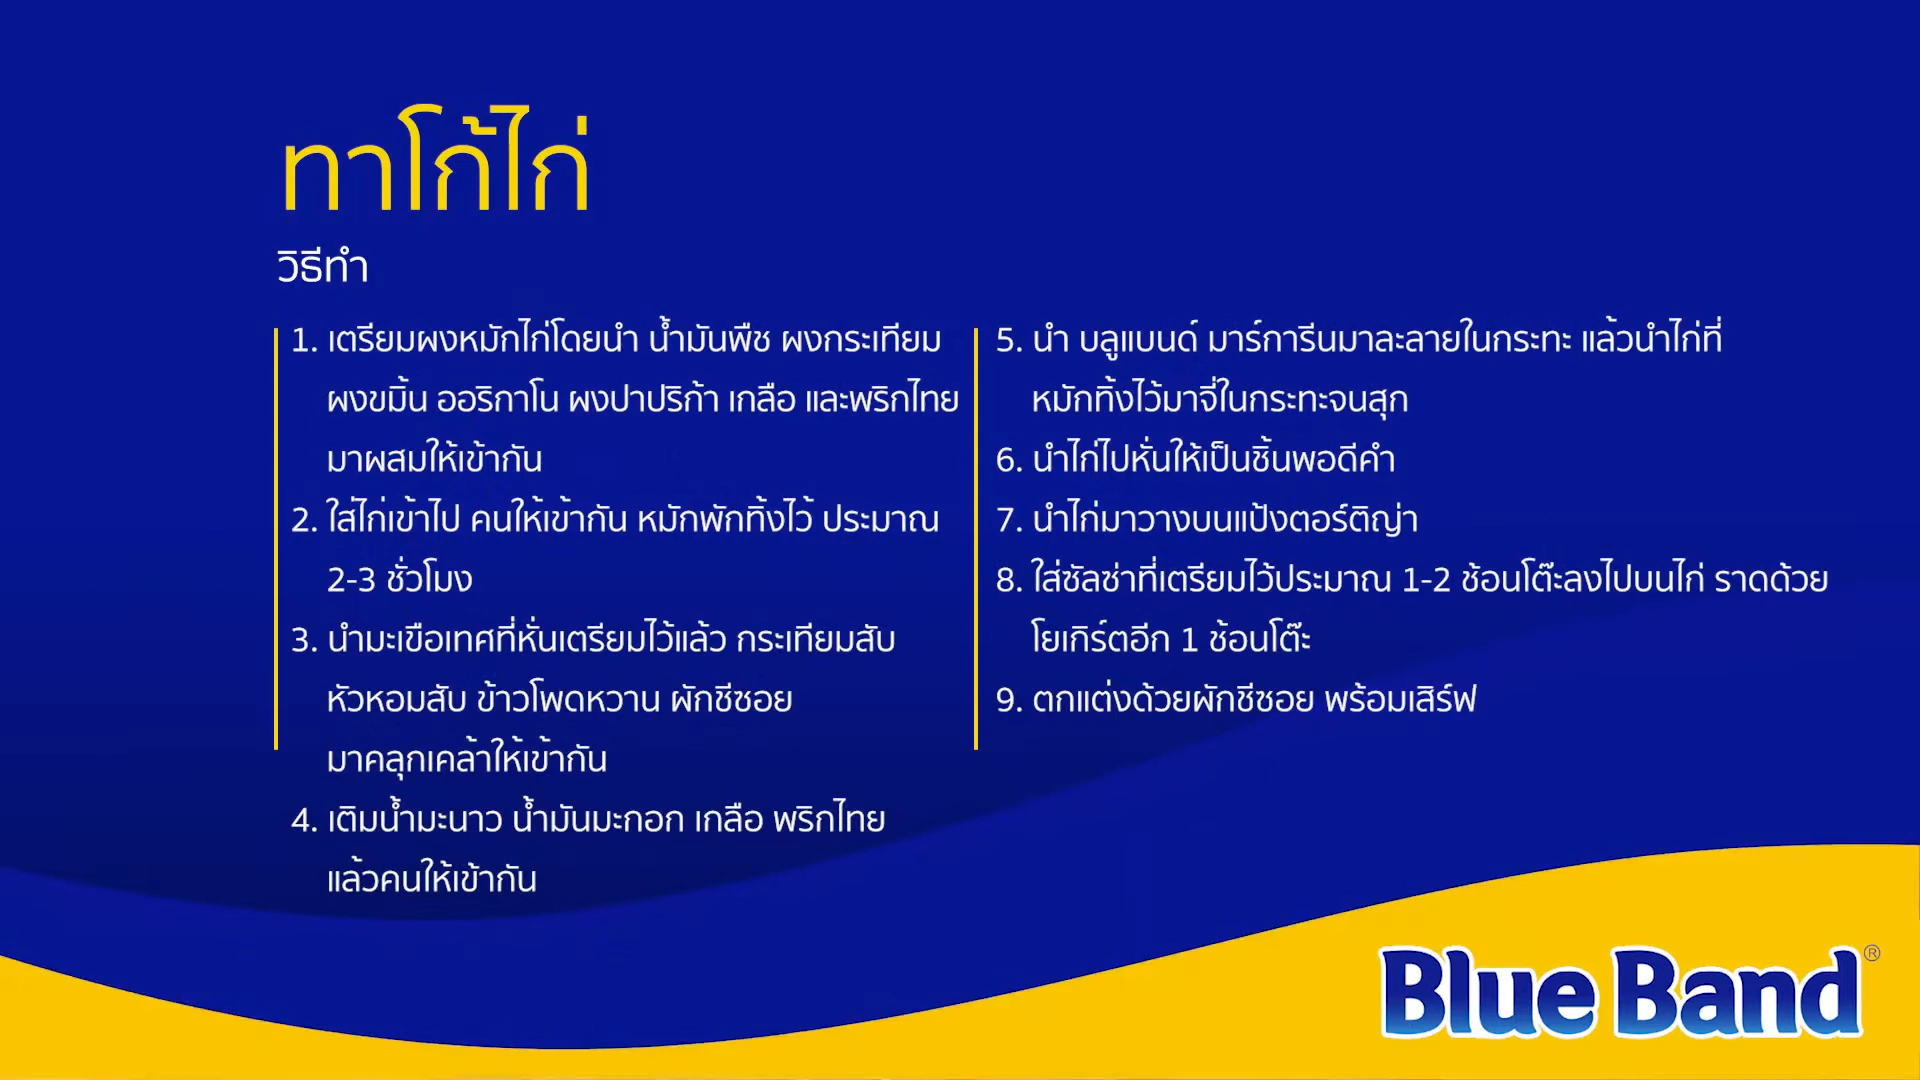 ทาโก้ไก่
วิธีทำ
1. เตรียมผงหมักไก่โดยนำ น้ำมันพืช ผงกระเทียม
ผงขมิ้น ออริกาโน ผงปาปริก้า เกลือ และพริกไทย
มาผสมให้เข้ากัน
2. ใส่ไก่เข้าไป คนให้เข้ากัน หมักพักทิ้งไว้ ประมาณ
2-3 ชั่วโมง
3. นำมะเขือเทศที่หั่นเตรียมไว้แล้ว กระเทียมสับ
หัวหอมสับ ข้าวโพดหวาน ผักชีซอย
มาคลุกเคล้าให้เข้ากัน
4. เติมน้ำมะนาว น้ำมันมะกอก เกลือ พริกไทย
แล้วคนให้เข้ากัน
5. นำ บลูแบนด์ มาร์การีนมาละลายในกระทะ แล้วนำไก่ที่
หมักทิ้งไว้มาจี่ในกระทะจนสุก
6. นำไก่ไปหั่นให้เป็นชิ้นพอดีคำ
7. นำไก่มาวางบนแป้งตอร์ติญ่า
8. ใส่ซัลซ่าที่เตรียมไว้ประมาณ 1-2 ช้อนโต๊ะลงไปบนไก่ ราดด้วย
โยเกิร์ตอีก 1 ช้อนโต๊ะ
9. ตกแต่งด้วยผักชีซอย พร้อมเสิร์ฟ
Blue Band®